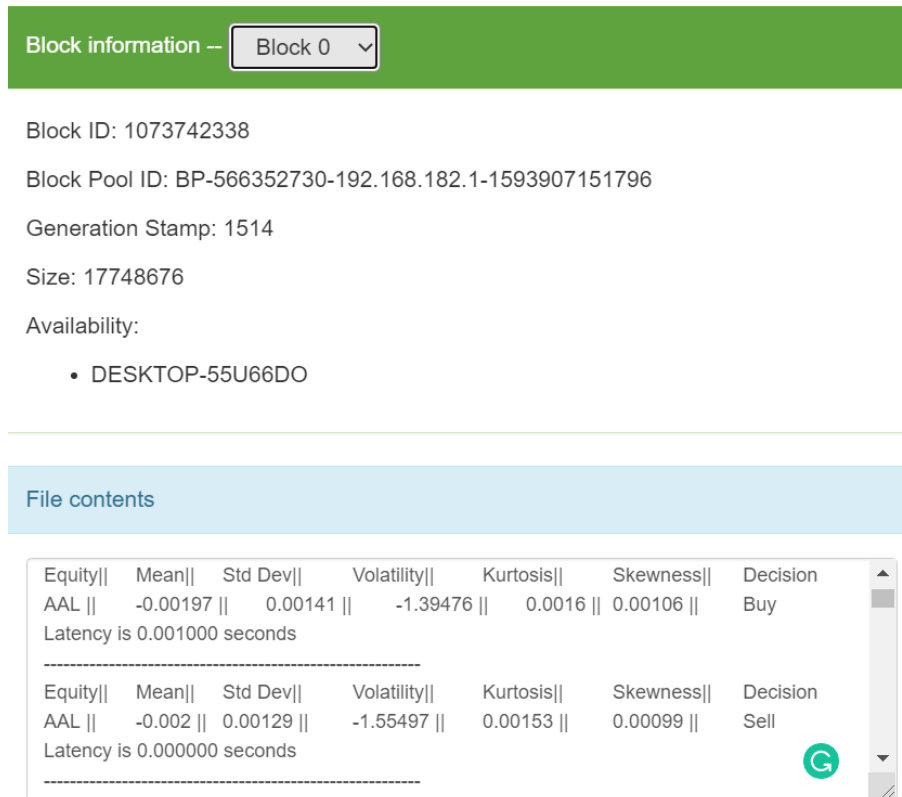 Block information -- Block 0
Block ID: 1073742338
Block Pool ID: BP-566352730-192.168.182.1-1593907151796
Generation Stamp: 1514
Size: 17748676
Availability:
• DESKTOP-55U66DO
File contents
Equity|| Mean|| Std Dev|| Volatility|| Kurtosis|| Skewness|| Decision
AAL || -0.00197 || 0.00141 || -1.39476 || 0.0016 || 0.00106 || Buy
Latency is 0.001000 seconds
----------------------------------------------------------
Equity|| Mean|| Std Dev|| Volatility|| Kurtosis|| Skewness|| Decision
AAL || -0.002 || 0.00129 || -1.55497 || 0.00153 || 0.00099 || Sell
Latency is 0.000000 seconds
----------------------------------------------------------